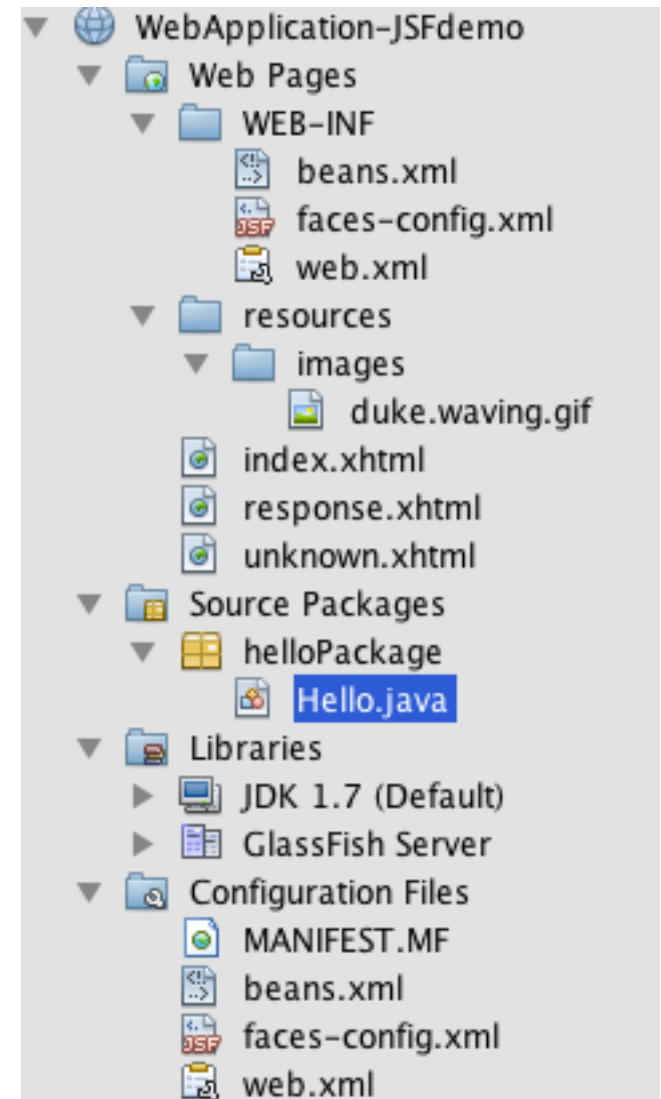 WebApplication-JSFdemo
Web Pages
WEB-INF
beans.xml
faces-config.xml
web.xml
resources
images
duke.waving.gif
index.xhtml
response.xhtml
unknown.xhtml
Source Packages
helloPackage
Hello.java
Libraries
JDK 1.7 (Default)
GlassFish Server
Configuration Files
MANIFEST.MF
beans.xml
faces-config.xml
web.xml